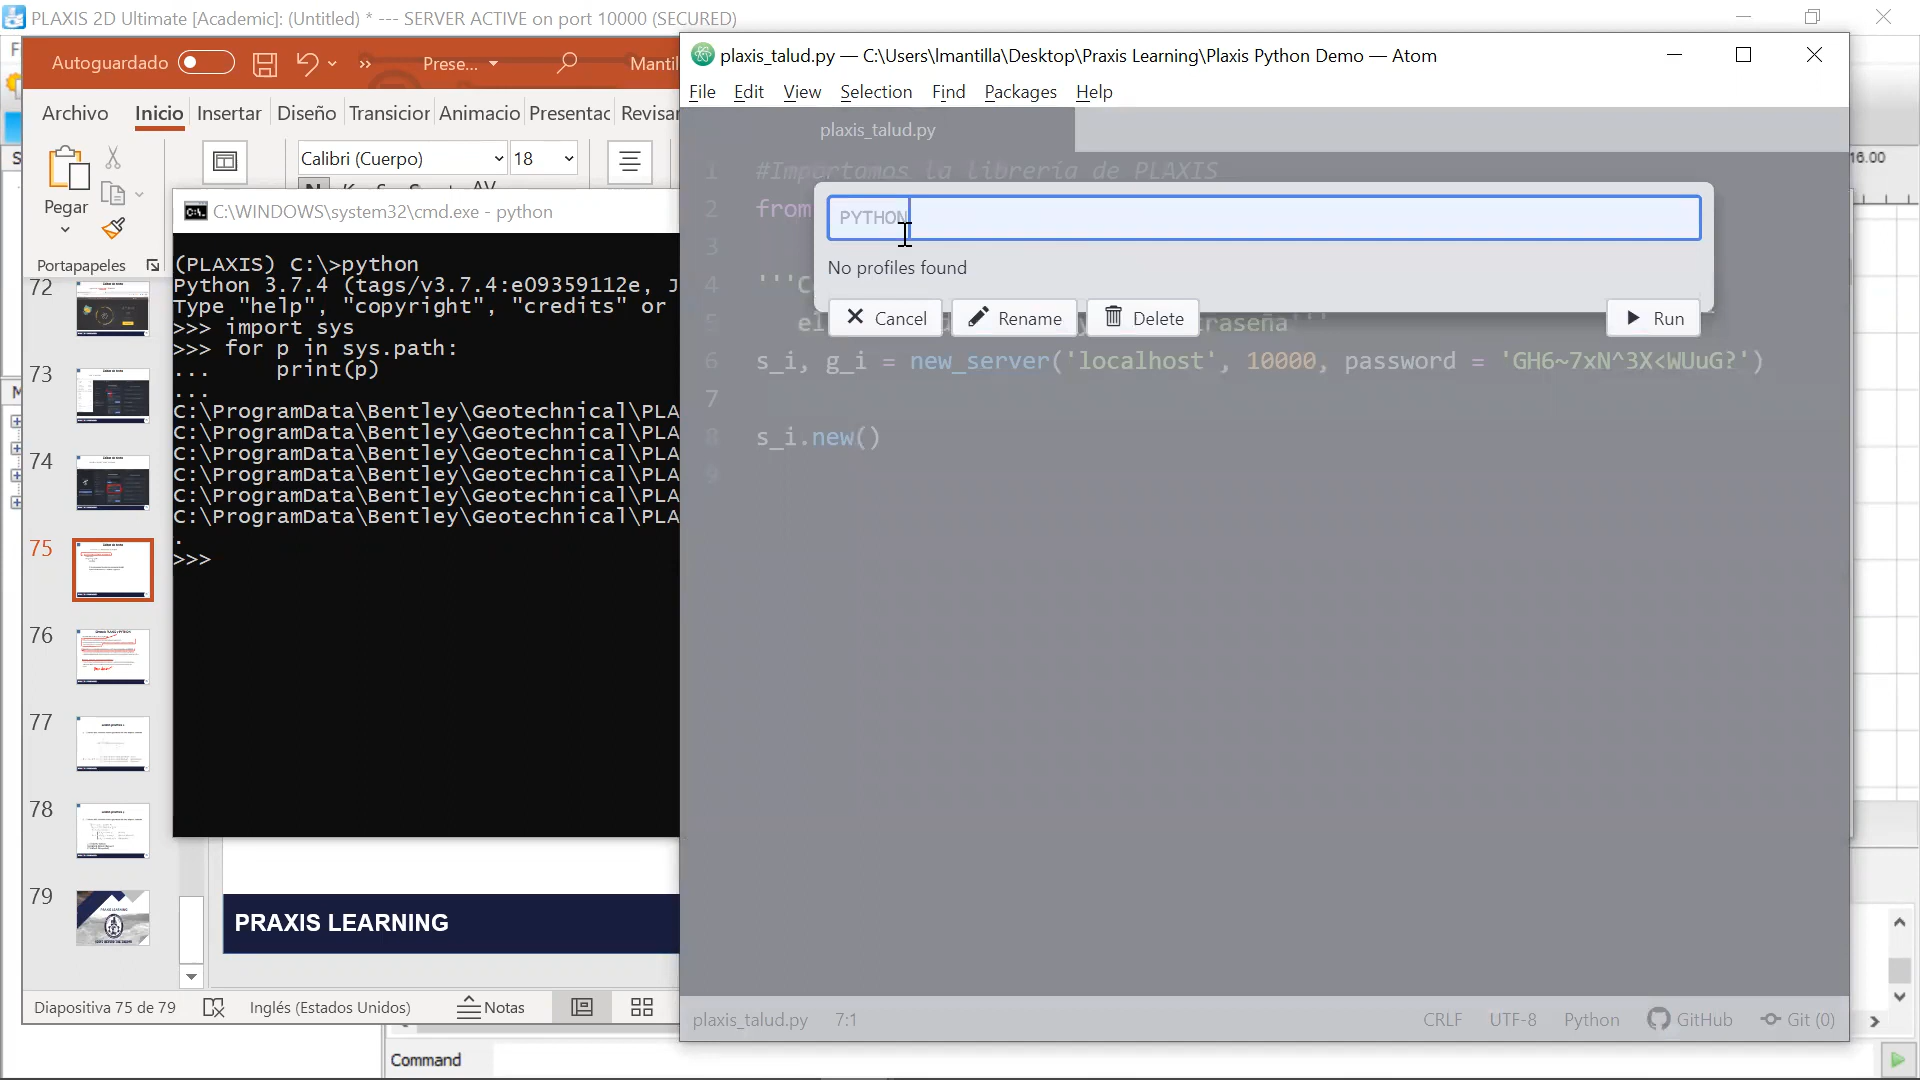 PLAXIS 2D Ultimate [Academic]: (Untitled) * --- SERVER ACTIVE on port 10000 (SECURED)
Autoguardado
Prese...
Mantil
Archivo
Inicio
Insertar
Diseño
Transicior
Animacio
Presentac
Revisar
Pegar
Calibri (Cuerpo)
18
Portapapeles
72
73
74
75
76
77
78
79
C:\WINDOWS\system32\cmd.exe - python
(PLAXIS) C:\>python
Python 3.7.4 (tags/v3.7.4:e09359112e, J
Type "help", "copyright", "credits" or
>>> import sys
>>> for p in sys.path:
...     print(p)
...
C:\ProgramData\Bentley\Geotechnical\PLA
C:\ProgramData\Bentley\Geotechnical\PLA
C:\ProgramData\Bentley\Geotechnical\PLA
C:\ProgramData\Bentley\Geotechnical\PLA
C:\ProgramData\Bentley\Geotechnical\PLA
C:\ProgramData\Bentley\Geotechnical\PLA
.
>>>
PRAXIS LEARNING
Diapositiva 75 de 79
Inglés (Estados Unidos)
Notas
Command
plaxis_talud.py — C:\Users\lmantilla\Desktop\Praxis Learning\Plaxis Python Demo — Atom
File Edit View Selection Find Packages Help
plaxis_talud.py
1 #Importamos la librería de PLAXIS
2 from
PYTHON
3
No profiles found
4 '''C
Cancel
Rename
Delete
Run
5 el
raseña'''
6 s_i, g_i = new_server('localhost', 10000, password = 'GH6~7xN^3X<WUuG?')
7
8 s_i.new()
9
plaxis_talud.py 7:1
CRLF UTF-8 Python GitHub Git (0)
16.00